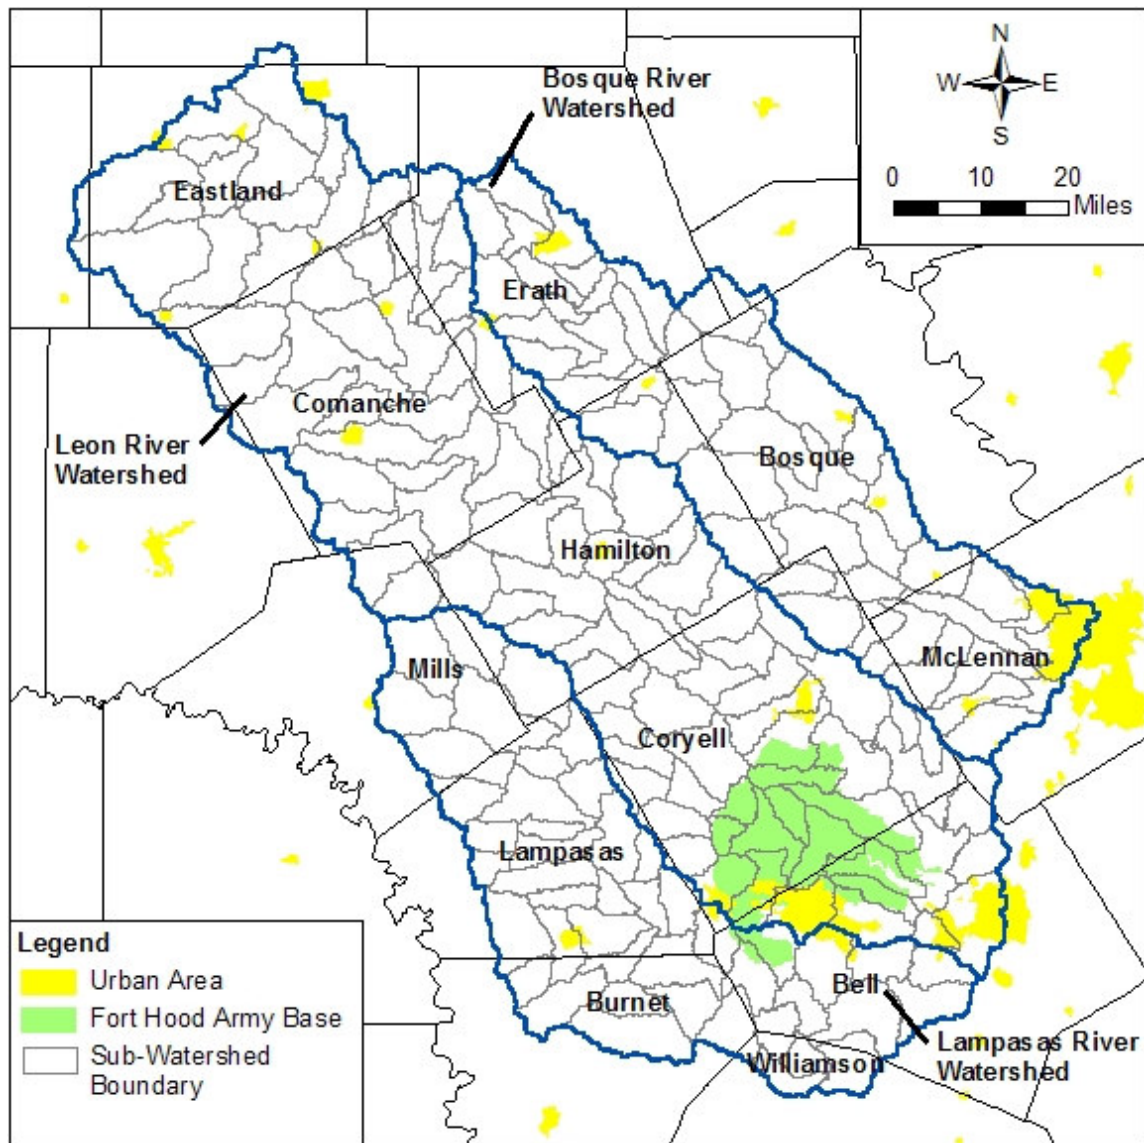 N
W E
S
0 10 20
Miles
Bosque River
Watershed
Eastland
Erath
Comanche
Leon River
Watershed
Bosque
Hamilton
McLennan
Mills
Coryell
Lampasas
Bell
Burnet
Williamson
Lampasas River
Watershed
Legend
Urban Area
Fort Hood Army Base
Sub-Watershed
Boundary